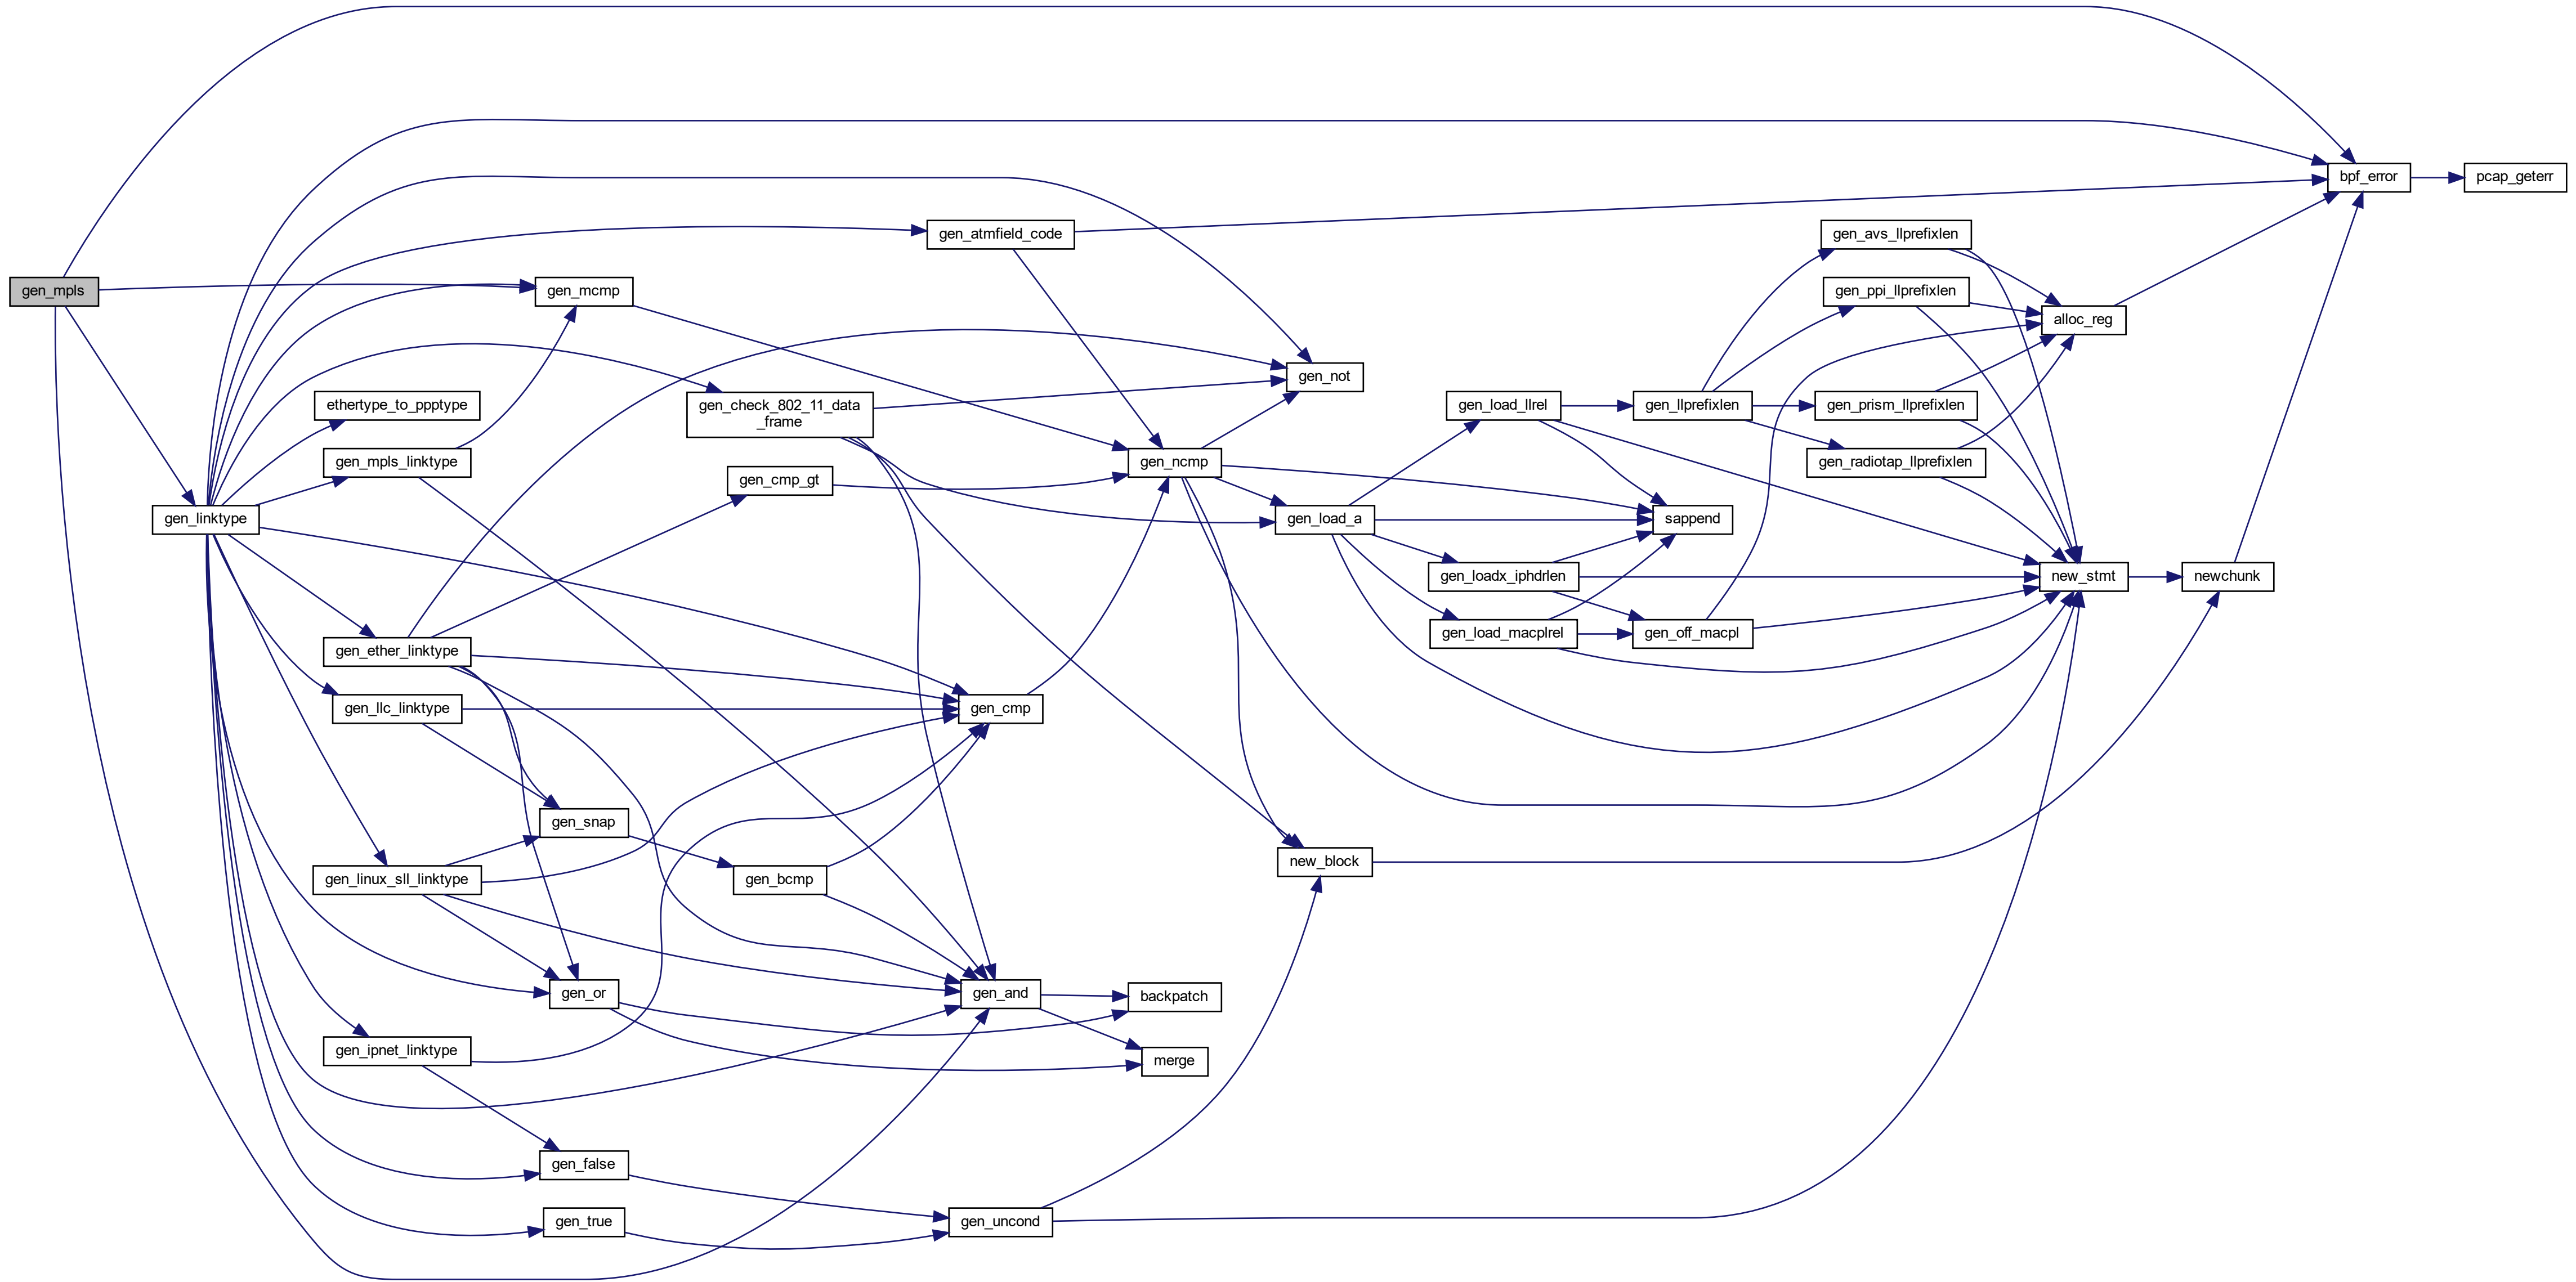 gen_mpls
gen_linktype
ethertype_to_ppptype
gen_mpls_linktype
gen_ether_linktype
gen_llc_linktype
gen_linux_sll_linktype
gen_ipnet_linktype
gen_mcmp
gen_snap
gen_or
gen_false
gen_true
gen_check_802_11_data
_frame
gen_cmp_gt
gen_bcmp
gen_atmfield_code
gen_cmp
gen_and
gen_uncond
gen_ncmp
backpatch
merge
gen_not
gen_load_a
new_block
gen_load_llrel
gen_loadx_iphdrlen
gen_load_macplrel
gen_llprefixlen
sappend
gen_off_macpl
gen_avs_llprefixlen
gen_ppi_llprefixlen
gen_prism_llprefixlen
gen_radiotap_llprefixlen
alloc_reg
new_stmt
newchunk
bpf_error
pcap_geterr